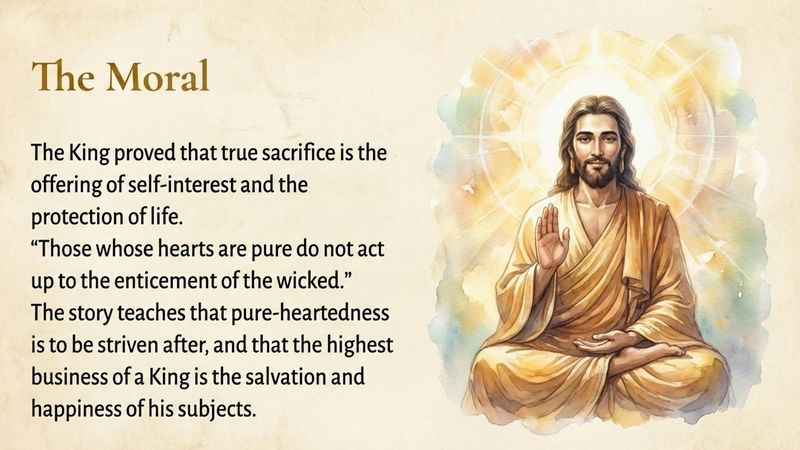 The Moral
The King proved that true sacrifice is the
offering of self-interest and the
protection of life.
“Those whose hearts are pure do not act
up to the enticement of the wicked.”
The story teaches that pure-heartedness
is to be striven after, and that the highest
business of a King is the salvation and
happiness of his subjects.